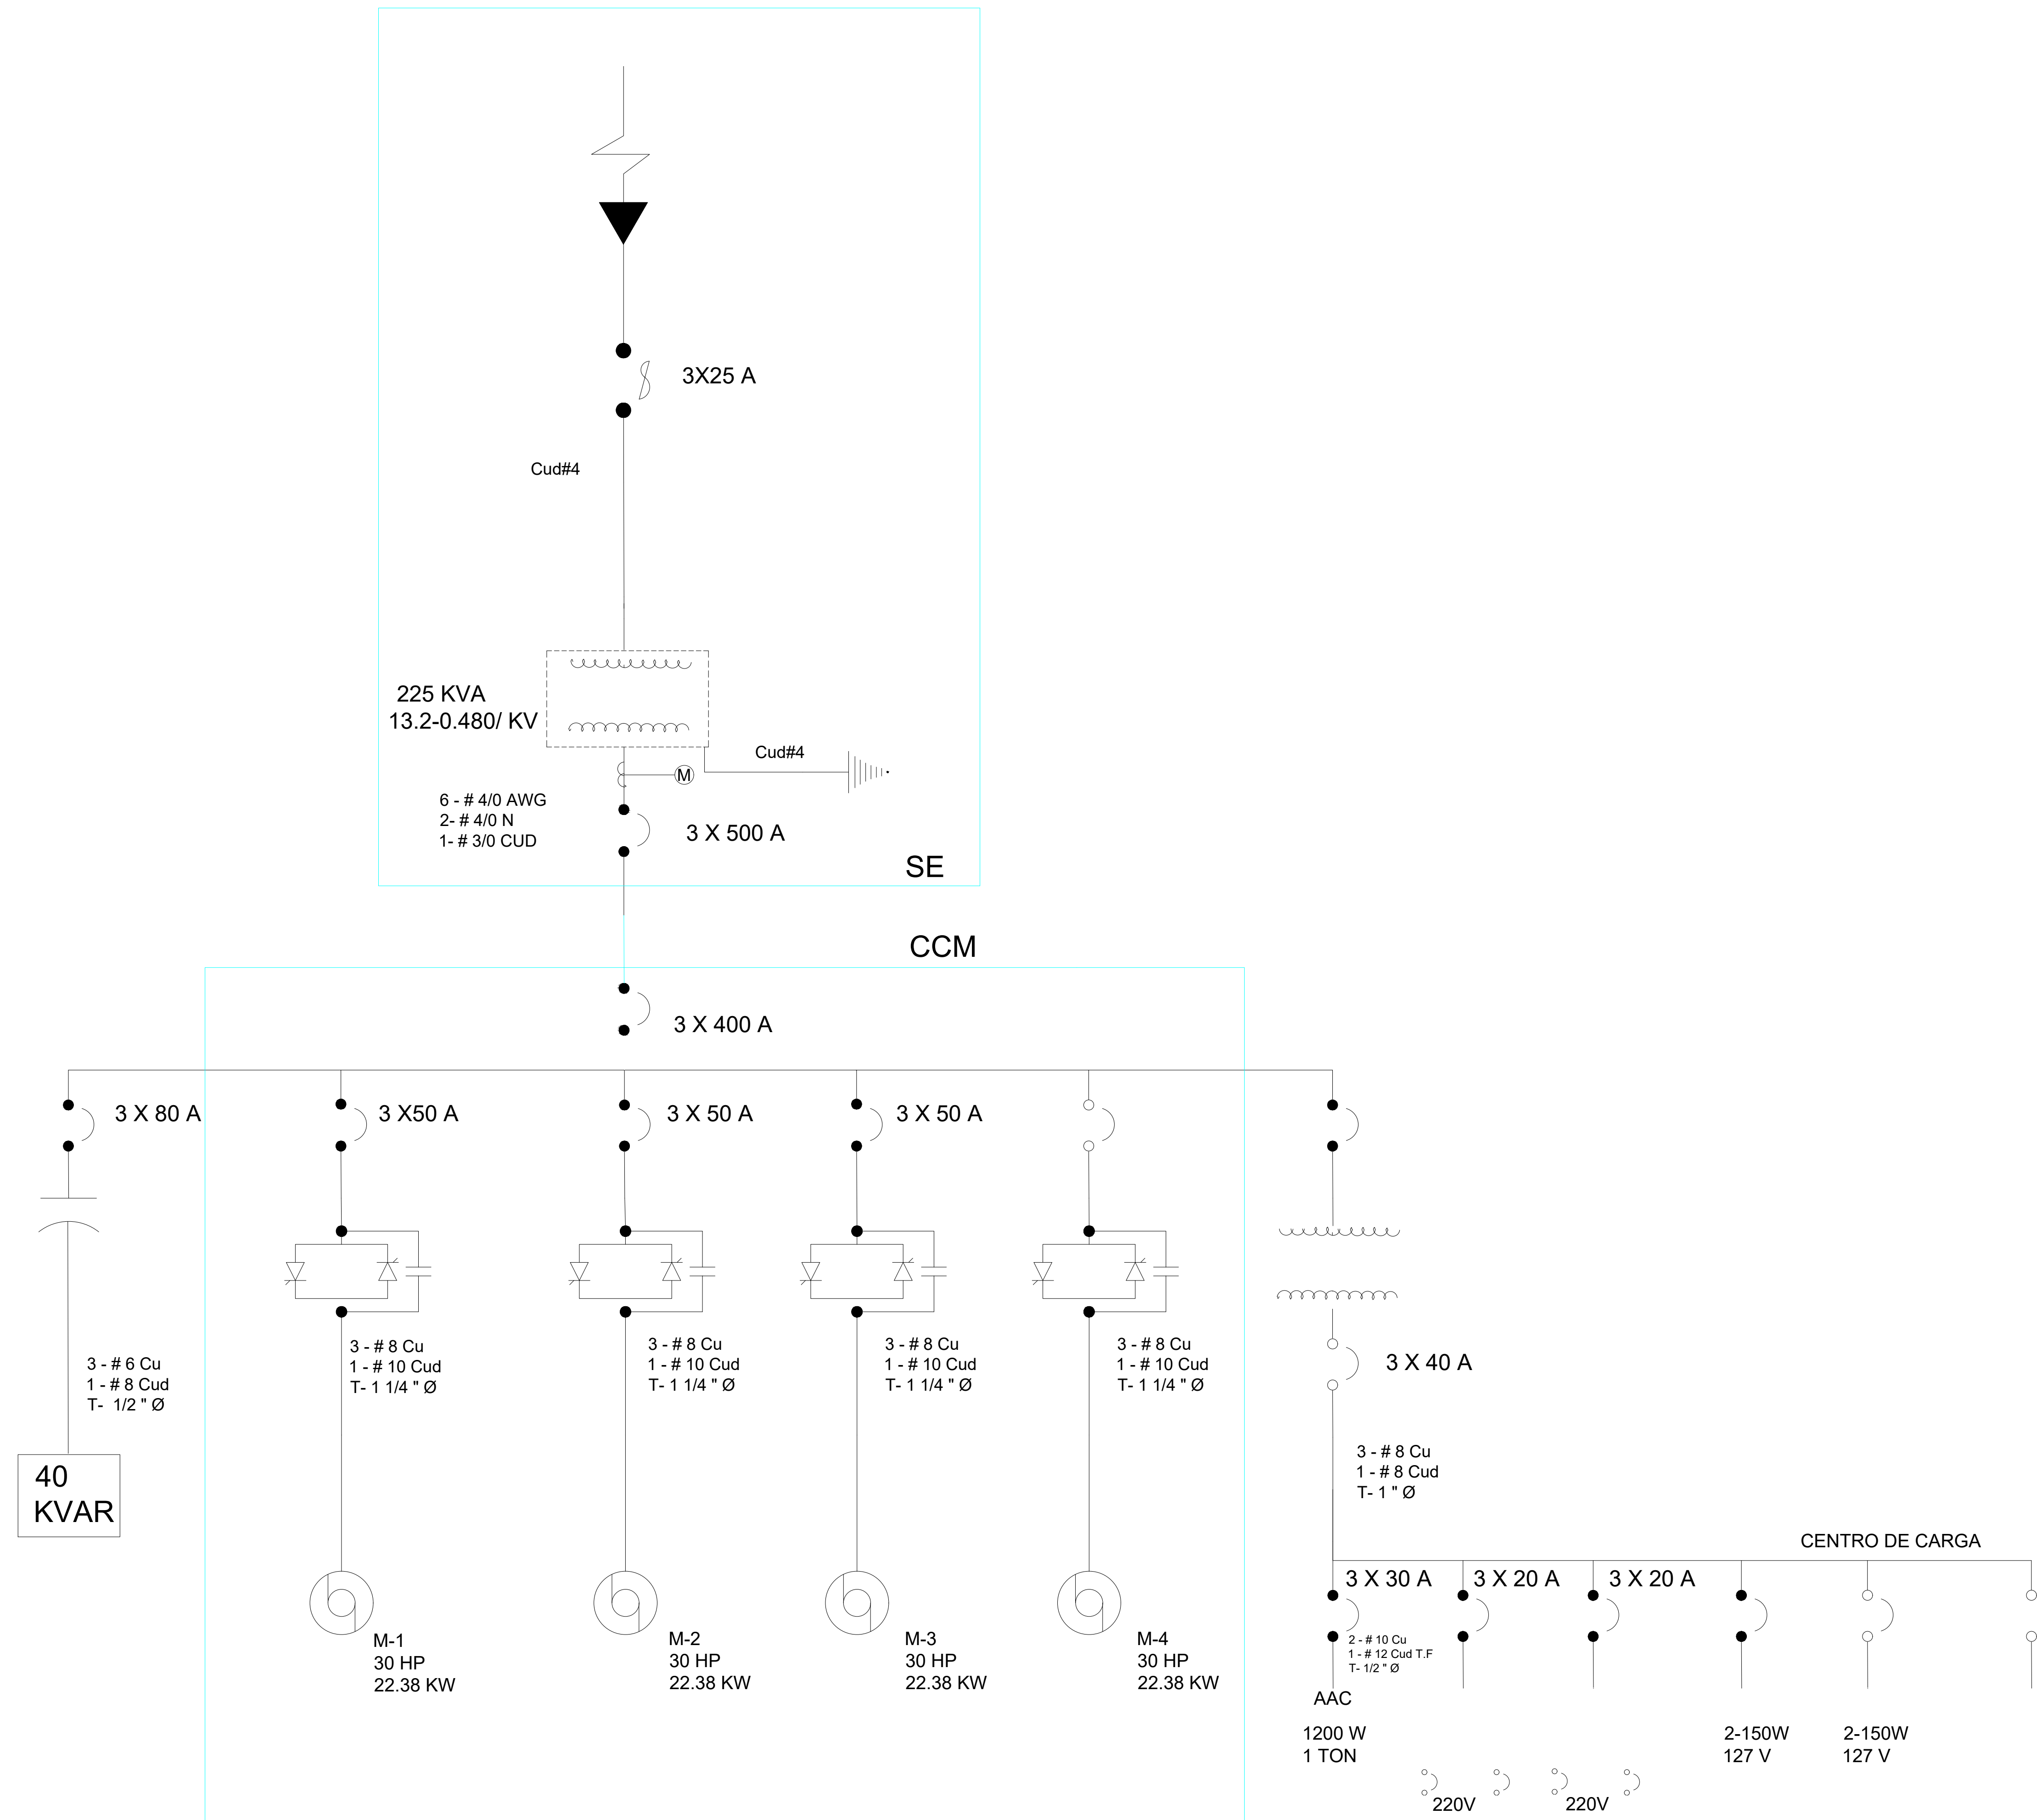 3X25 A
Cud#4
225 KVA
13.2-0.480/ KV
Cud#4
M
6 - # 4/0 AWG
2- # 4/0 N
1- # 3/0 CUD
3 X 500 A
SE
CCM
3 X 400 A
3 X 80 A
3 X50 A
3 X 50 A
3 X 50 A
3 - # 6 Cu
1 - # 8 Cud
T- 1/2 " Ø
40
KVAR
3 - # 8 Cu
1 - # 10 Cud
T- 1 1/4 " Ø
3 - # 8 Cu
1 - # 10 Cud
T- 1 1/4 " Ø
3 - # 8 Cu
1 - # 10 Cud
T- 1 1/4 " Ø
3 - # 8 Cu
1 - # 10 Cud
T- 1 1/4 " Ø
3 X 40 A
3 - # 8 Cu
1 - # 8 Cud
T- 1 " Ø
CENTRO DE CARGA
3 X 30 A
3 X 20 A
3 X 20 A
2 - # 10 Cu
1 - # 12 Cud T.F
T- 1/2 " Ø
M-1
30 HP
22.38 KW
M-2
30 HP
22.38 KW
M-3
30 HP
22.38 KW
M-4
30 HP
22.38 KW
AAC
1200 W
1 TON
2-150W
127 V
2-150W
127 V
220V
220V